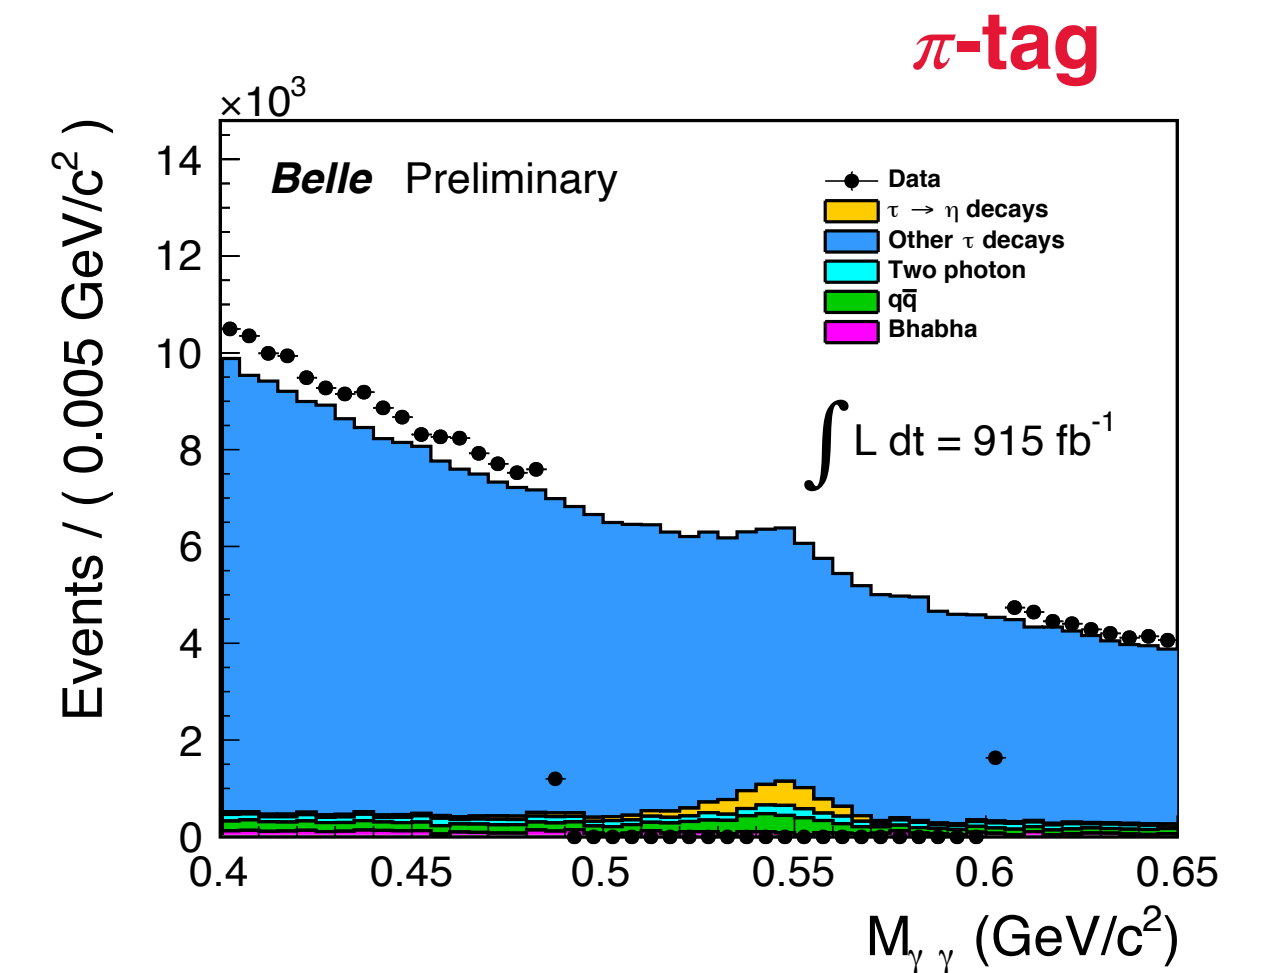 π-tag
×10³
Events / ( 0.005 GeV/c² )
14
12
10
8
6
4
2
0
Belle Preliminary
Data
τ → η decays
Other τ decays
Two photon
qq̅
Bhabha
∫ L dt = 915 fb⁻¹
0.4 0.45 0.5 0.55 0.6 0.65
M_γ γ (GeV/c²)